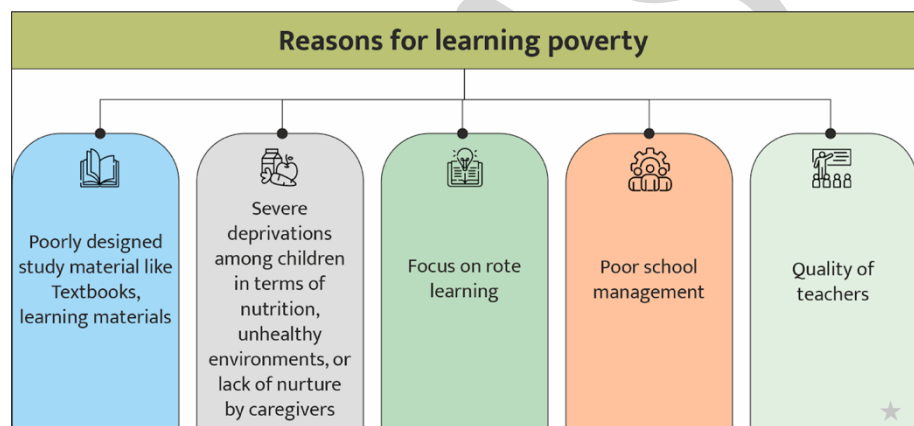 Reasons for learning poverty
Poorly designed
study material like
Textbooks,
learning materials
Severe
deprivations
among children
in terms of
nutrition,
unhealthy
environments, or
lack of nurture
by caregivers
Focus on rote
learning
Poor school
management
Quality of
teachers